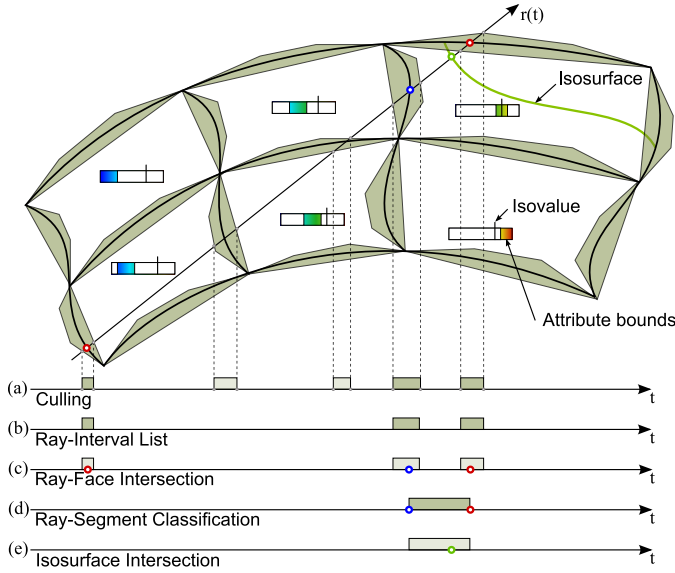 r(t)
Isosurface
Isovalue
Attribute bounds
(a)
Culling
t
(b)
Ray-Interval List
t
(c)
Ray-Face Intersection
t
(d)
Ray-Segment Classification
t
(e)
Isosurface Intersection
t